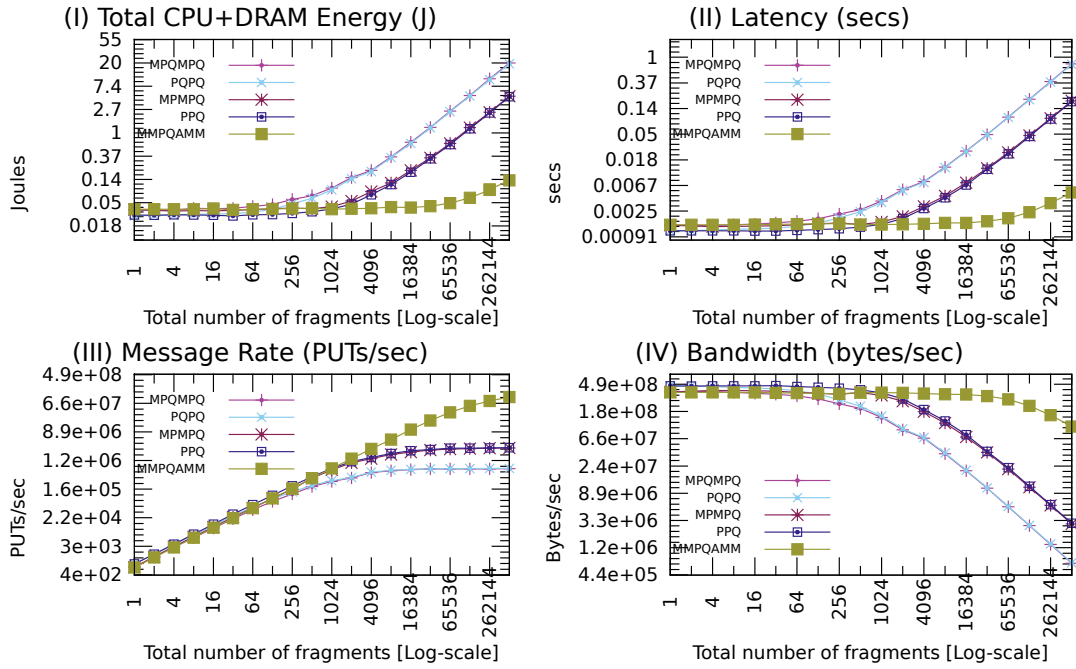 (I) Total CPU+DRAM Energy (J)
55
20
7.4
2.7
1
0.37
0.14
0.05
0.018
Joules
MPQMPQ
PQPQ
MPMPQ
PPQ
MMPQAMM
1 4 16 64 256 1024 4096 16384 65536 262144
Total number of fragments [Log-scale]
(II) Latency (secs)
1
0.37
0.14
0.05
0.018
0.0067
0.0025
0.00091
secs
MPQMPQ
PQPQ
MPMPQ
PPQ
MMPQAMM
1 4 16 64 256 1024 4096 16384 65536 262144
Total number of fragments [Log-scale]
(III) Message Rate (PUTs/sec)
4.9e+08
6.6e+07
8.9e+06
1.2e+06
1.6e+05
2.2e+04
3e+03
4e+02
PUTs/sec
MPQMPQ
PQPQ
MPMPQ
PPQ
MMPQAMM
1 4 16 64 256 1024 4096 16384 65536 262144
Total number of fragments [Log-scale]
(IV) Bandwidth (bytes/sec)
4.9e+08
1.8e+08
6.6e+07
2.4e+07
8.9e+06
3.3e+06
1.2e+06
4.4e+05
Bytes/sec
MPQMPQ
PQPQ
MPMPQ
PPQ
MMPQAMM
1 4 16 64 256 1024 4096 16384 65536 262144
Total number of fragments [Log-scale]